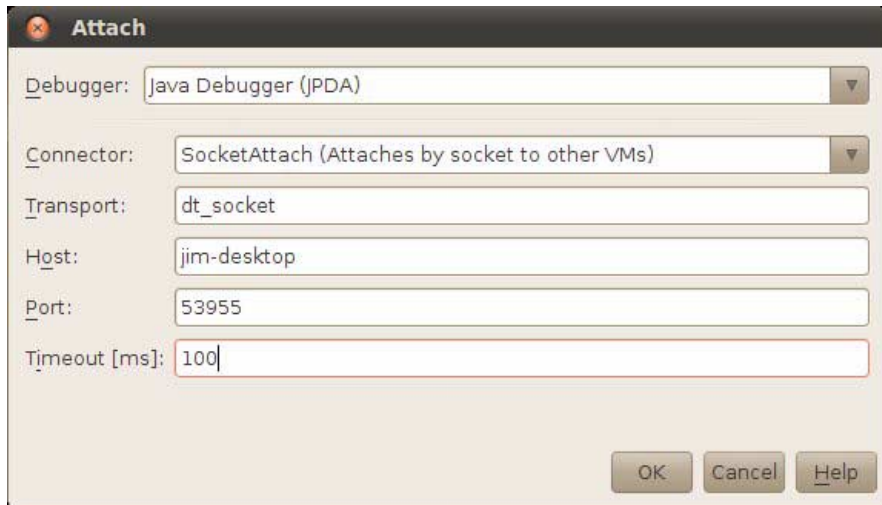 Attach
Debugger: Java Debugger (JPDA)
Connector: SocketAttach (Attaches by socket to other VMs)
Transport: dt_socket
Host: jim-desktop
Port: 53955
Timeout [ms]: 100
OK Cancel Help